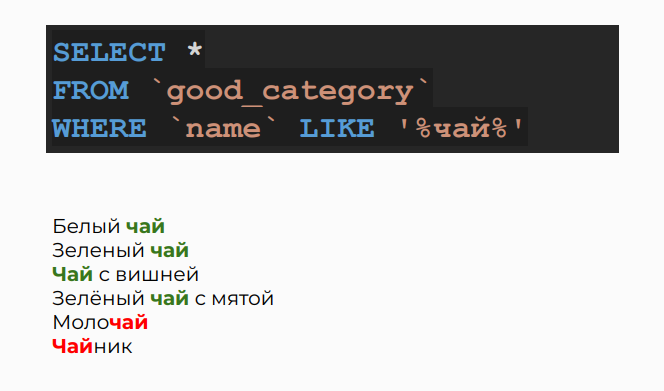 SELECT *
FROM `good_category`
WHERE `name` LIKE '%чай%'
Белый чай
Зеленый чай
Чай с вишней
Зелёный чай с мятой
Молочай
Чайник